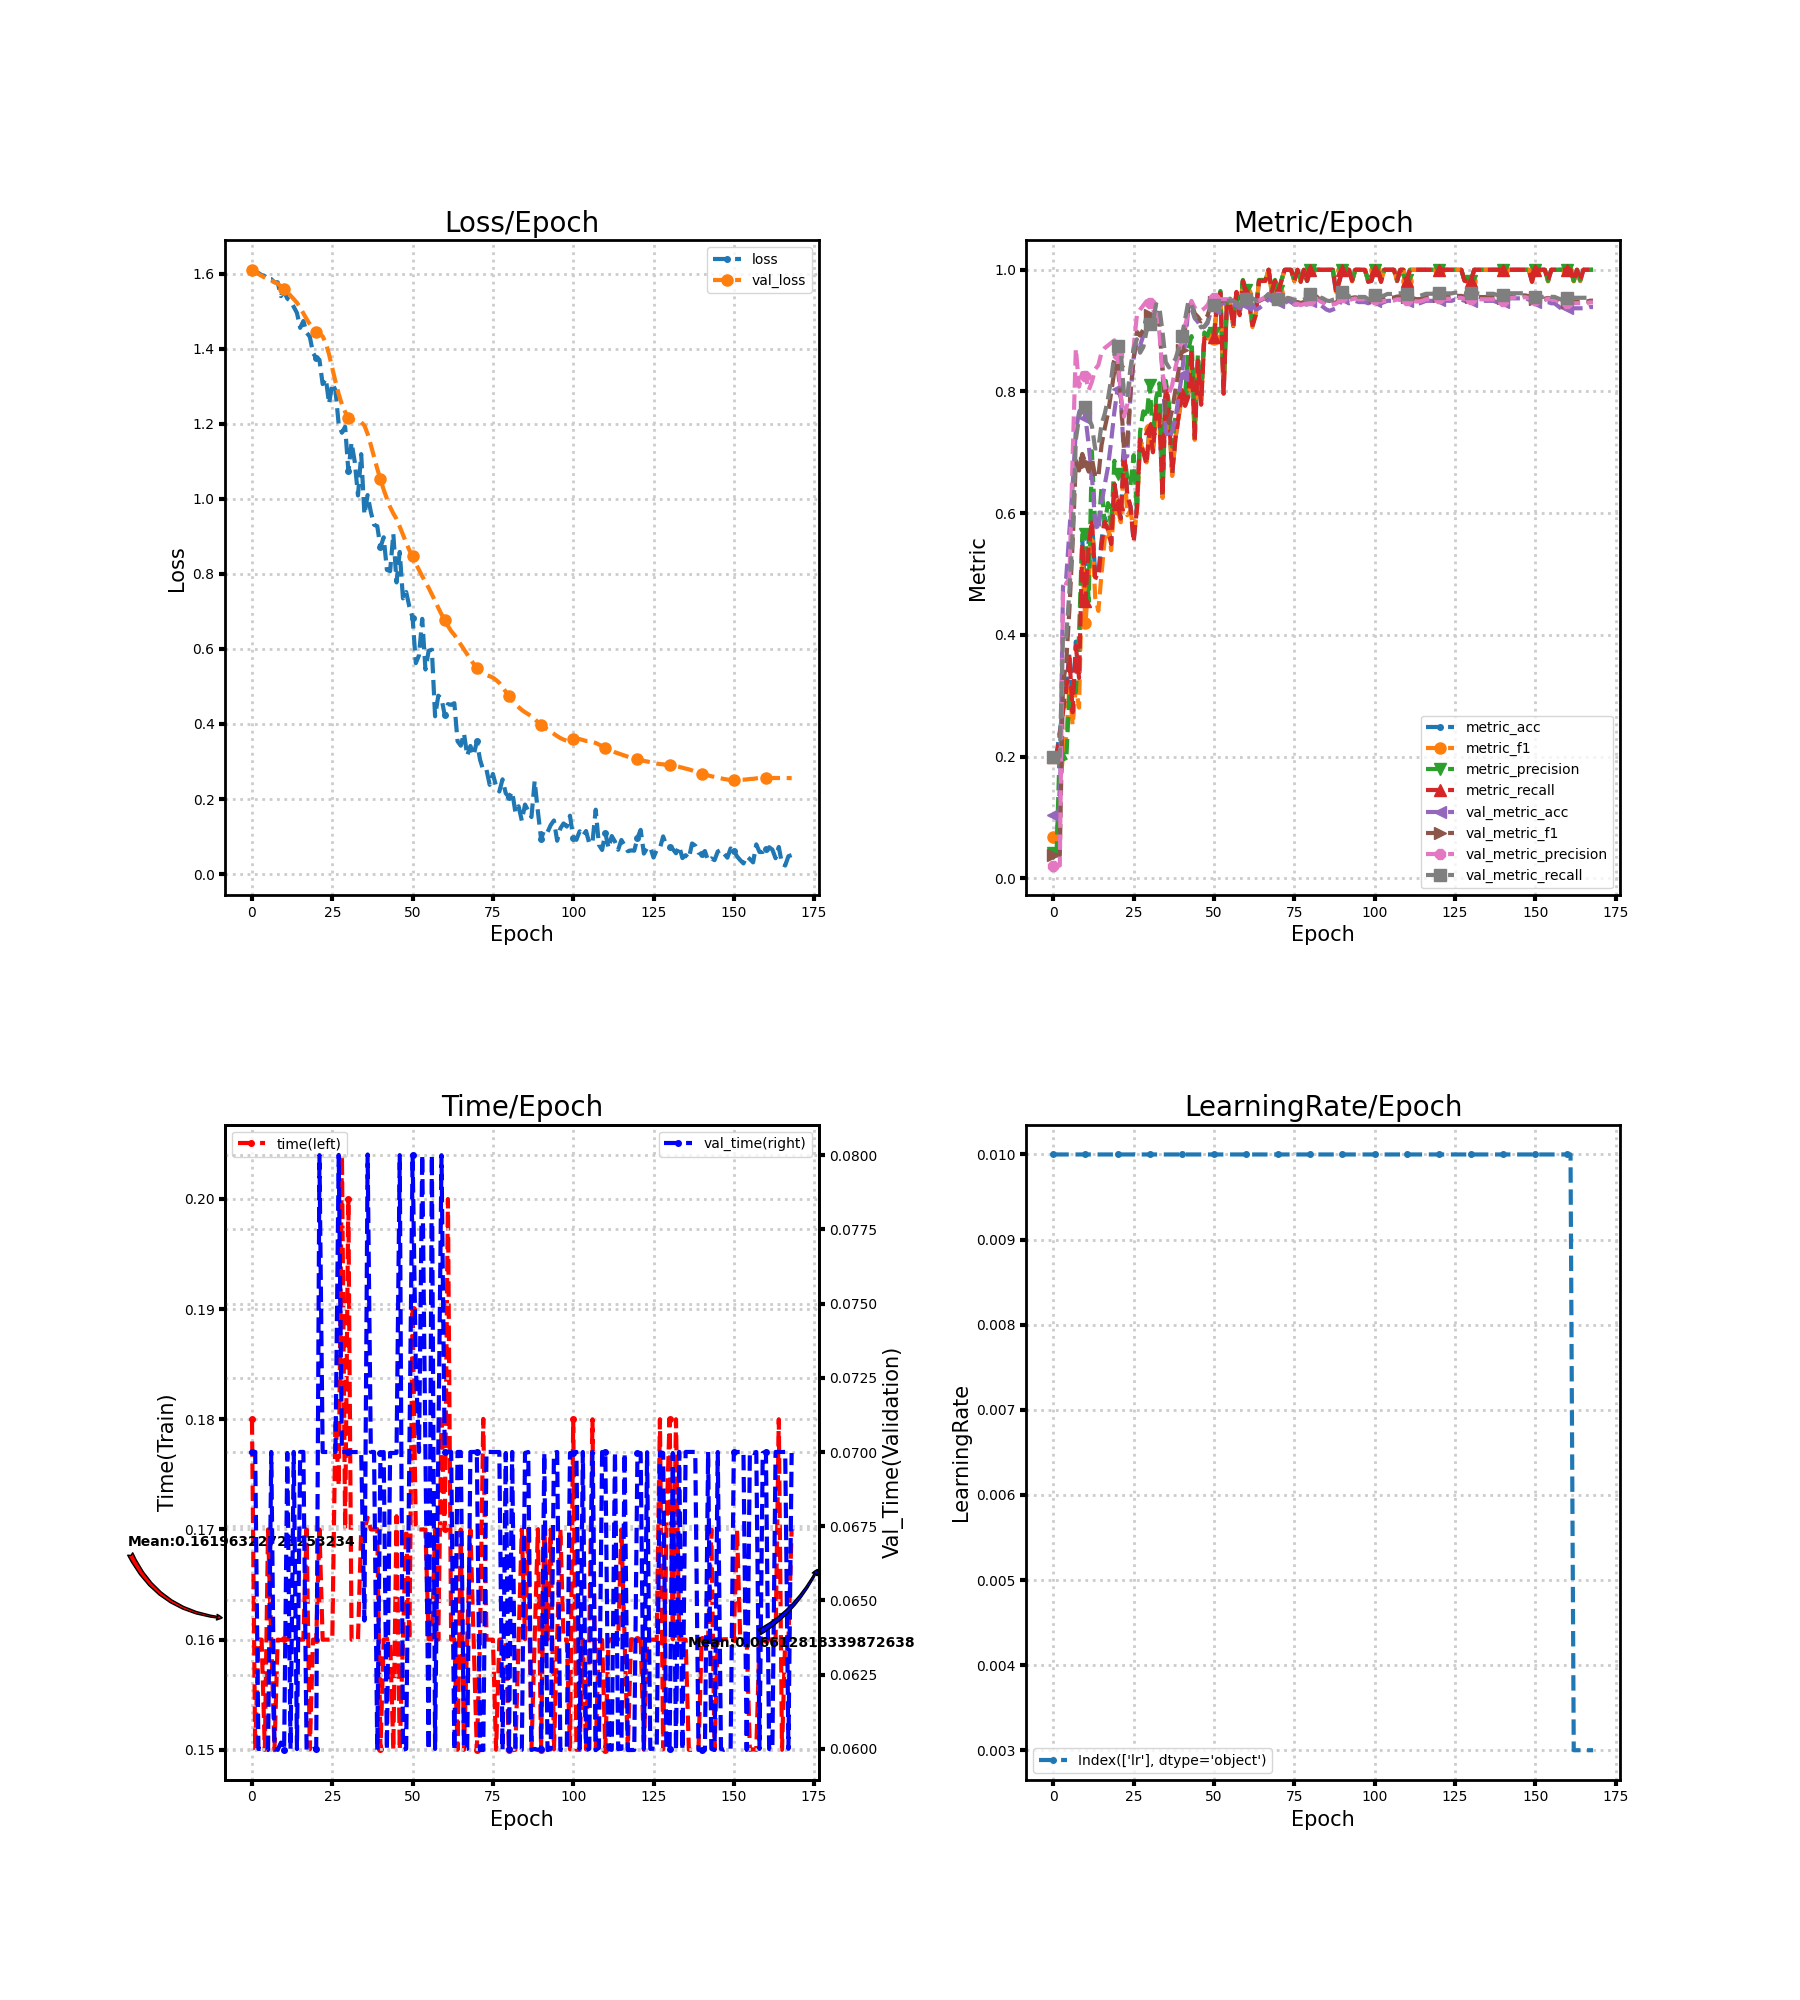 Loss/Epoch
Loss
1.6
1.4
1.2
1.0
0.8
0.6
0.4
0.2
0.0
loss
val_loss
0 25 50 75 100 125 150 175
Epoch
Metric/Epoch
Metric
1.0
0.8
0.6
0.4
0.2
0.0
metric_acc
metric_f1
metric_precision
metric_recall
val_metric_acc
val_metric_f1
val_metric_precision
val_metric_recall
0 25 50 75 100 125 150 175
Epoch
Time/Epoch
time(left)
val_time(right)
Time(Train)
0.20
0.19
0.18
0.17
0.16
0.15
Val_Time(Validation)
0.0800
0.0775
0.0750
0.0725
0.0700
0.0675
0.0650
0.0625
0.0600
0 25 50 75 100 125 150 175
Epoch
LearningRate/Epoch
LearningRate
0.010
0.009
0.008
0.007
0.006
0.005
0.004
0.003
Index(['lr'], dtype='object')
0 25 50 75 100 125 150 175
Epoch